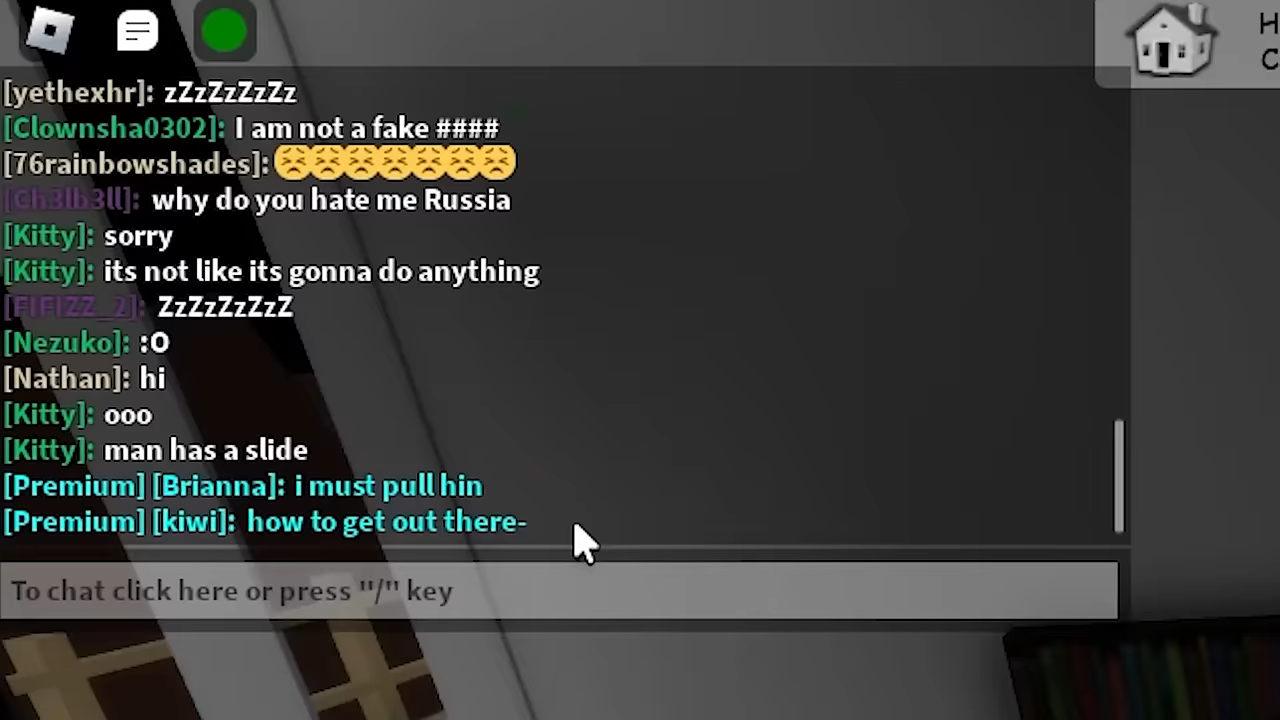 [yethexhr]: zZzZzZzZz
[Clownsha0302]: I am not a fake ####
[76rainbowshades]: 😣😣😣😣😣😣😣
[Ch3lb3ll]: why do you hate me Russia
[Kitty]: sorry
[Kitty]: its not like its gonna do anything
[FIFIZZ_2]: ZzZzZzZzZ
[Nezuko]: :O
[Nathan]: hi
[Kitty]: ooo
[Kitty]: man has a slide
[Premium] [Brianna]: i must pull hin
[Premium] [kiwi]: how to get out there-
To chat click here or press "/" key
H
C